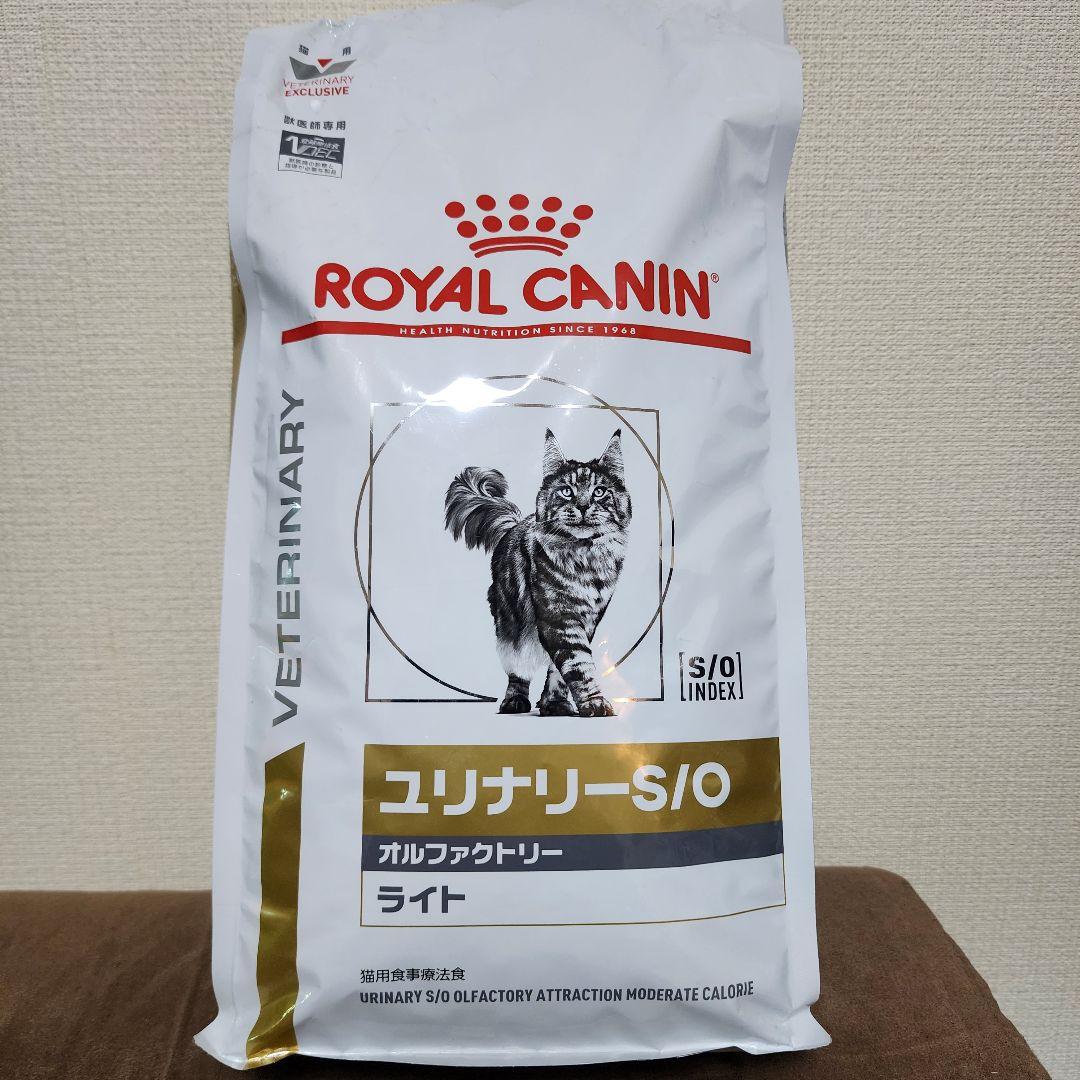 猫 用
VETERINARY
EXCLUSIVE
獣医師専用
ROYAL CANIN®
HEALTH NUTRITION SINCE 1968
VETERINARY
[S/O
INDEX]
ユリナリーS/O
オルファクトリー
ライト
猫用食事療法食
URINARY S/O OLFACTORY ATTRACTION MODERATE CALORIE